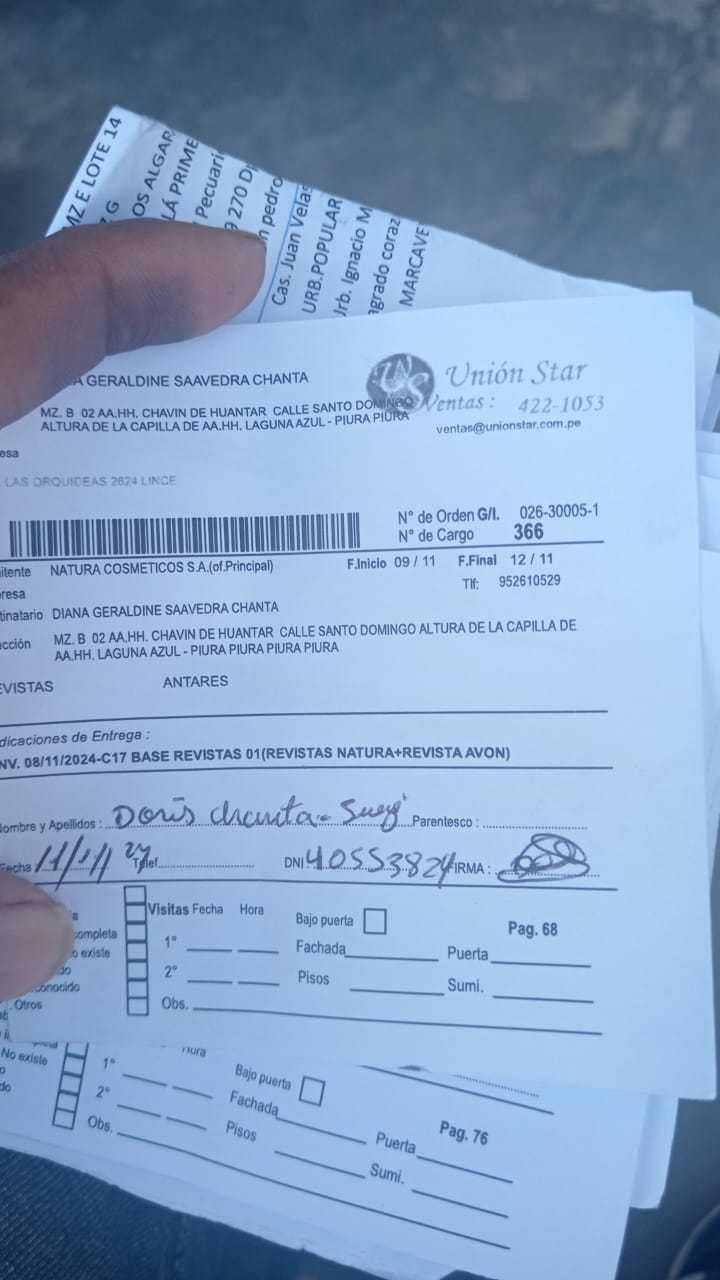 MZ E LOTE 14
Z G
OS ALGAR
LÁ PRIME
Pecuari
9 270 D
n pedro
Cas. Juan Velas
URB.POPULAR
Urb. Ignacio M
agrado coraz
MARCAVE
A GERALDINE SAAVEDRA CHANTA
Unión Star
MZ. B 02 AA.HH. CHAVIN DE HUANTAR CALLE SANTO DOMINGO
Ventas : 422-1053
ALTURA DE LA CAPILLA DE AA.HH. LAGUNA AZUL - PIURA PIURA
ventas@unionstar.com.pe
esa
LAS ORQUIDEAS 2624 LINCE
N° de Orden G/I. 026-30005-1
N° de Cargo 366
itente NATURA COSMETICOS S.A.(of.Principal) F.Inicio 09 / 11 F.Final 12 / 11
resa Tlf: 952610529
tinatario DIANA GERALDINE SAAVEDRA CHANTA
cción MZ. B 02 AA.HH. CHAVIN DE HUANTAR CALLE SANTO DOMINGO ALTURA DE LA CAPILLA DE
AA.HH. LAGUNA AZUL - PIURA PIURA PIURA PIURA
EVISTAS ANTARES
dicaciones de Entrega :
NV. 08/11/2024-C17 BASE REVISTAS 01(REVISTAS NATURA+REVISTA AVON)
Nombre y Apellidos : Doris Chanta Parentesco :
Fecha 11/11/24 Telef. DNI 40553824 FIRMA :
Visitas Fecha Hora Bajo puerta Pag. 68
completa 1° Fachada Puerta
o existe
do 2° Pisos Sumi.
conocido
Otros Obs.
Hora
No existe 1° Bajo puerta Pag. 76
do 2° Fachada Puerta
Obs. Pisos Sumi.